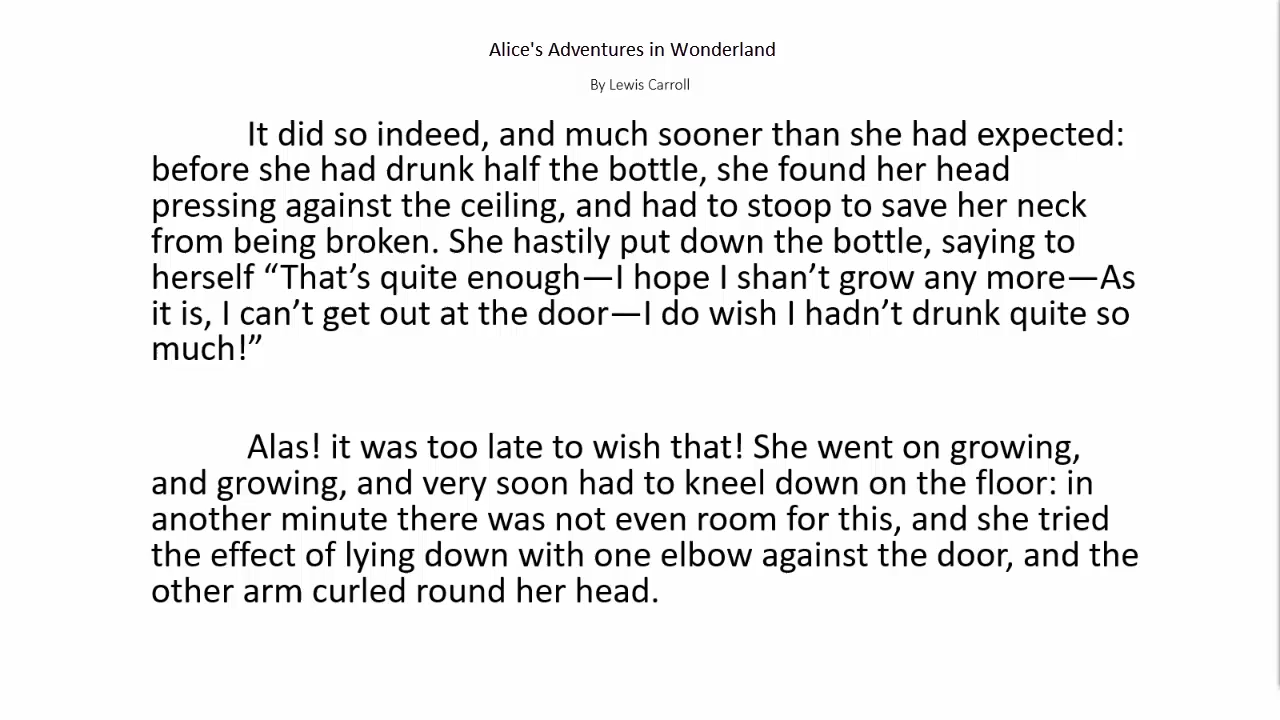 Alice's Adventures in Wonderland
By Lewis Carroll
It did so indeed, and much sooner than she had expected:
before she had drunk half the bottle, she found her head
pressing against the ceiling, and had to stoop to save her neck
from being broken. She hastily put down the bottle, saying to
herself “That’s quite enough—I hope I shan’t grow any more—As
it is, I can’t get out at the door—I do wish I hadn’t drunk quite so
much!”
Alas! it was too late to wish that! She went on growing,
and growing, and very soon had to kneel down on the floor: in
another minute there was not even room for this, and she tried
the effect of lying down with one elbow against the door, and the
other arm curled round her head.